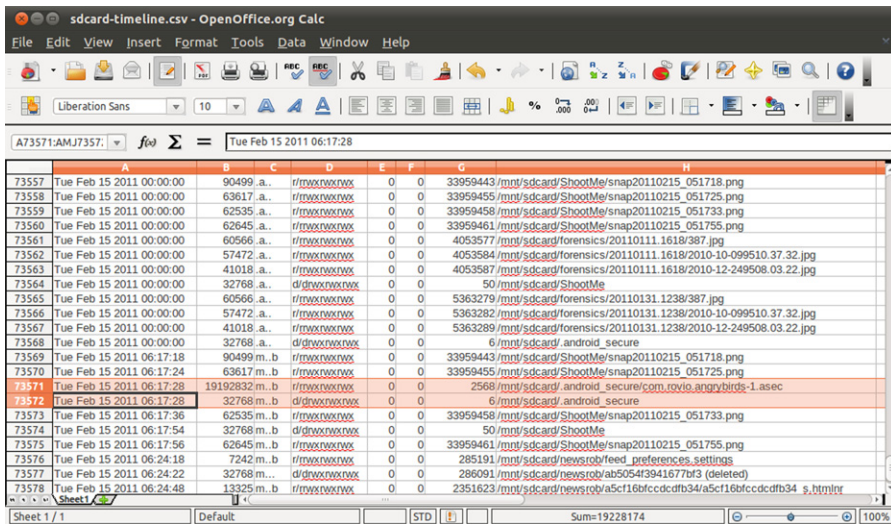 sdcard-timeline.csv - OpenOffice.org Calc
File Edit View Insert Format Tools Data Window Help
Liberation Sans 10
A73571:AMJ7357: f(x) Σ = Tue Feb 15 2011 06:17:28
A B C D E F G H
73557 Tue Feb 15 2011 00:00:00 90499 .a.. r/rrwxrwxrwx 0 0 33959443 /mnt/sdcard/ShootMe/snap20110215_051718.png
73558 Tue Feb 15 2011 00:00:00 63617 .a.. r/rrwxrwxrwx 0 0 33959455 /mnt/sdcard/ShootMe/snap20110215_051725.png
73559 Tue Feb 15 2011 00:00:00 62535 .a.. r/rrwxrwxrwx 0 0 33959458 /mnt/sdcard/ShootMe/snap20110215_051733.png
73560 Tue Feb 15 2011 00:00:00 62645 .a.. r/rrwxrwxrwx 0 0 33959461 /mnt/sdcard/ShootMe/snap20110215_051755.png
73561 Tue Feb 15 2011 00:00:00 60566 .a.. r/rrwxrwxrwx 0 0 4053577 /mnt/sdcard/forensics/20110111.1618/387.jpg
73562 Tue Feb 15 2011 00:00:00 57472 .a.. r/rrwxrwxrwx 0 0 4053584 /mnt/sdcard/forensics/20110111.1618/2010-10-099510.37.32.jpg
73563 Tue Feb 15 2011 00:00:00 41018 .a.. r/rrwxrwxrwx 0 0 4053587 /mnt/sdcard/forensics/20110111.1618/2010-12-249508.03.22.jpg
73564 Tue Feb 15 2011 00:00:00 32768 .a.. d/drwxrwxrwx 0 0 50 /mnt/sdcard/ShootMe
73565 Tue Feb 15 2011 00:00:00 60566 .a.. r/rrwxrwxrwx 0 0 5363279 /mnt/sdcard/forensics/20110131.1238/387.jpg
73566 Tue Feb 15 2011 00:00:00 57472 .a.. r/rrwxrwxrwx 0 0 5363282 /mnt/sdcard/forensics/20110131.1238/2010-10-099510.37.32.jpg
73567 Tue Feb 15 2011 00:00:00 41018 .a.. r/rrwxrwxrwx 0 0 5363289 /mnt/sdcard/forensics/20110131.1238/2010-12-249508.03.22.jpg
73568 Tue Feb 15 2011 00:00:00 32768 .a.. d/drwxrwxrwx 0 0 6 /mnt/sdcard/.android_secure
73569 Tue Feb 15 2011 06:17:18 90499 m..b r/rrwxrwxrwx 0 0 33959443 /mnt/sdcard/ShootMe/snap20110215_051718.png
73570 Tue Feb 15 2011 06:17:24 63617 m..b r/rrwxrwxrwx 0 0 33959455 /mnt/sdcard/ShootMe/snap20110215_051725.png
73571 Tue Feb 15 2011 06:17:28 19192832 m..b r/rrwxrwxrwx 0 0 2568 /mnt/sdcard/.android_secure/com.rovio.angrybirds-1.asec
73572 Tue Feb 15 2011 06:17:28 32768 m..b d/drwxrwxrwx 0 0 6 /mnt/sdcard/.android_secure
73573 Tue Feb 15 2011 06:17:36 62535 m..b r/rrwxrwxrwx 0 0 33959458 /mnt/sdcard/ShootMe/snap20110215_051733.png
73574 Tue Feb 15 2011 06:17:54 32768 m..b d/drwxrwxrwx 0 0 50 /mnt/sdcard/ShootMe
73575 Tue Feb 15 2011 06:17:56 62645 m..b r/rrwxrwxrwx 0 0 33959461 /mnt/sdcard/ShootMe/snap20110215_051755.png
73576 Tue Feb 15 2011 06:24:18 7242 m..b r/rrwxrwxrwx 0 0 285191 /mnt/sdcard/newsrob/feed_preferences.settings
73577 Tue Feb 15 2011 06:24:22 32768 m... d/drwxrwxrwx 0 0 286091 /mnt/sdcard/newsrob/ab5054f3941677bf3 (deleted)
73578 Tue Feb 15 2011 06:24:48 13325 m..b r/rrwxrwxrwx 0 0 2351623 /mnt/sdcard/newsrob/a5cf16bfccdcdfb34/a5cf16bfccdcdfb34_s.htmlnr
Sheet1
Sheet 1 / 1 Default STD Sum=19228174 100%